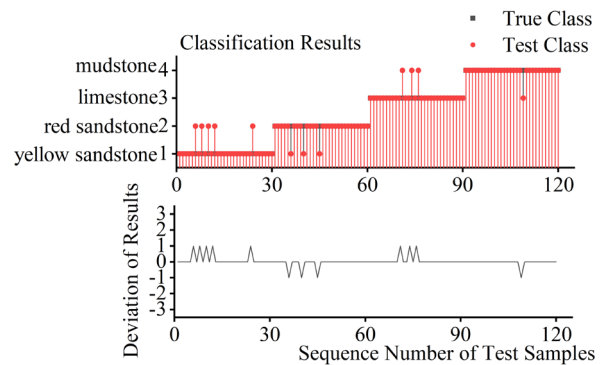 True Class
Classification Results
Test Class
mudstone4
limestone3
red sandstone2
yellow sandstone1
0
30
60
90
120
Deviation of Results
3
2
1
0
-1
-2
-3
0
30
60
90
120
Sequence Number of Test Samples